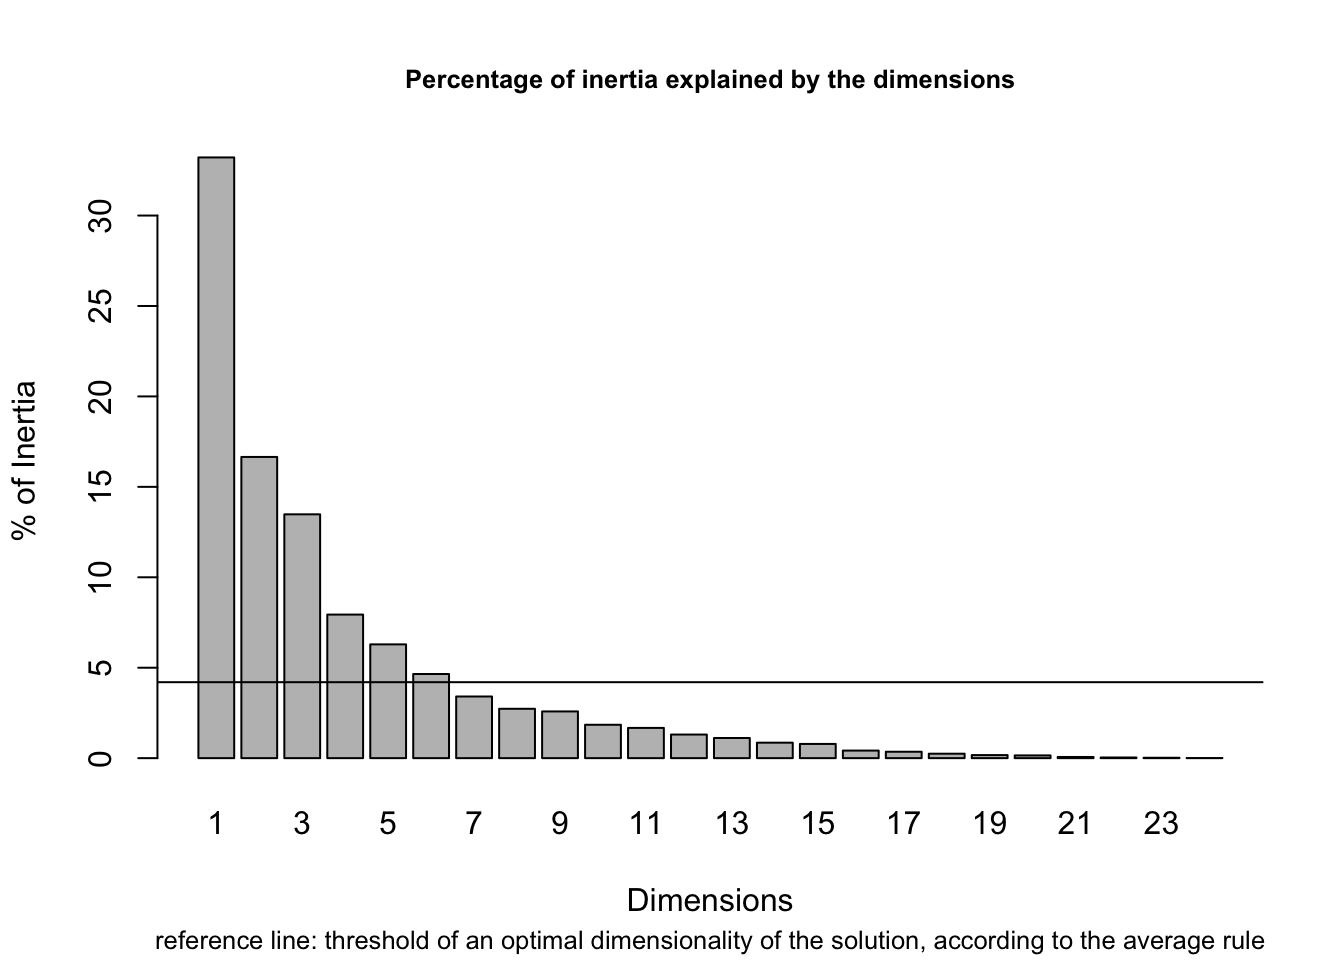 Percentage of inertia explained by the dimensions
% of Inertia
30
25
20
15
10
5
0
1 3 5 7 9 11 13 15 17 19 21 23
Dimensions
reference line: threshold of an optimal dimensionality of the solution, according to the average rule